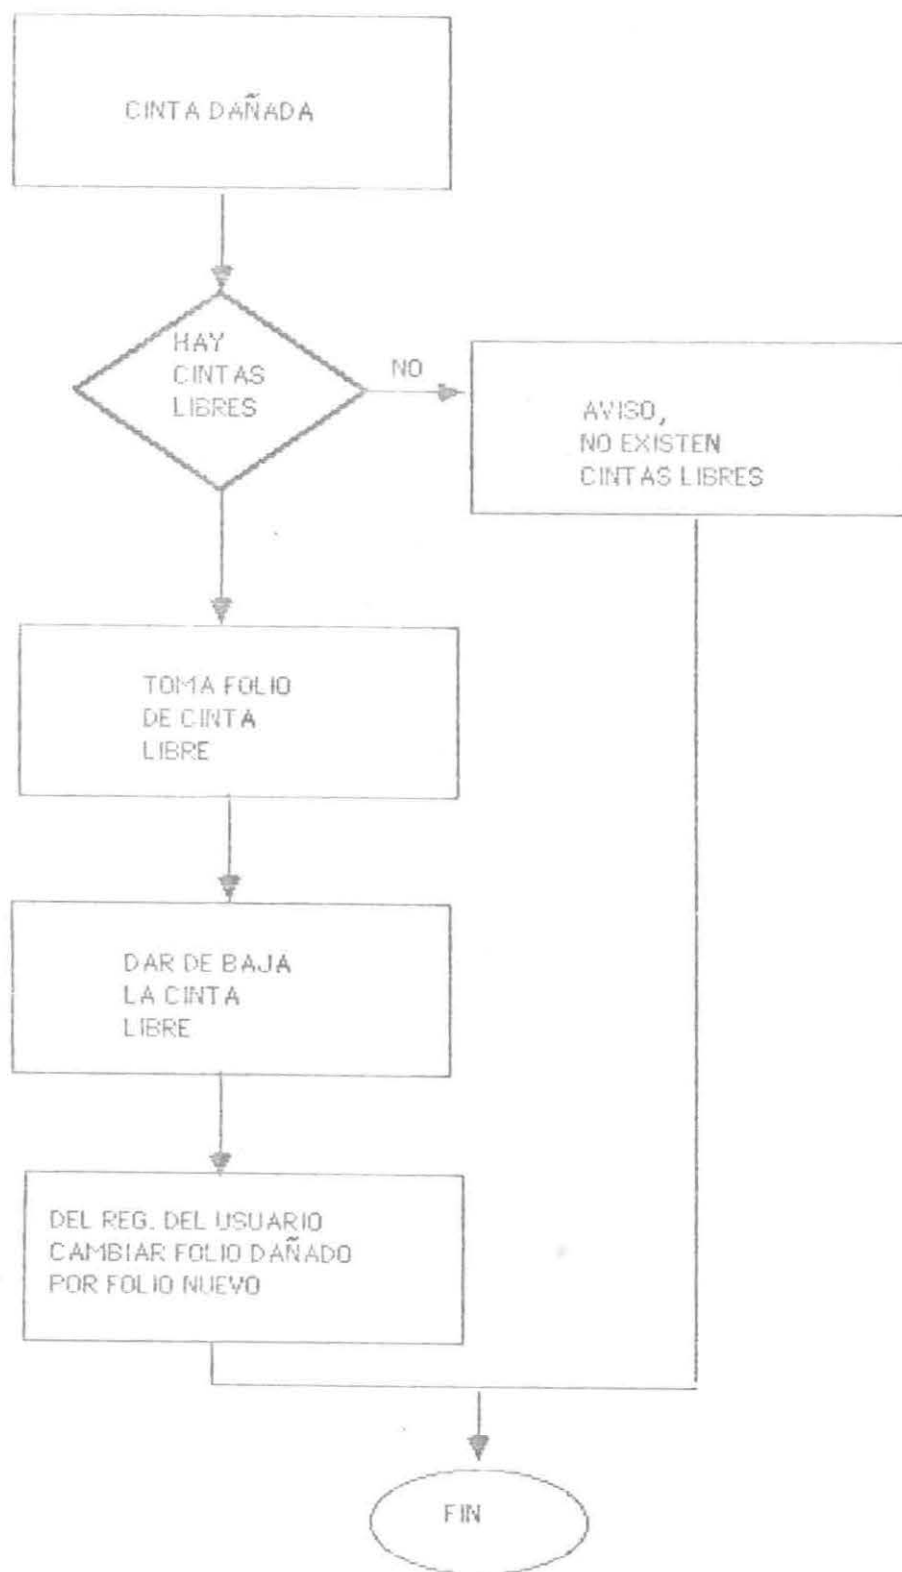 CINTA DAÑADA
HAY
CINTAS
LIBRES
NO
AVISO,
NO EXISTEN
CINTAS LIBRES
TOMA FOLIO
DE CINTA
LIBRE
DAR DE BAJA
LA CINTA
LIBRE
DEL REG. DEL USUARIO
CAMBIAR FOLIO DAÑADO
POR FOLIO NUEVO
FIN